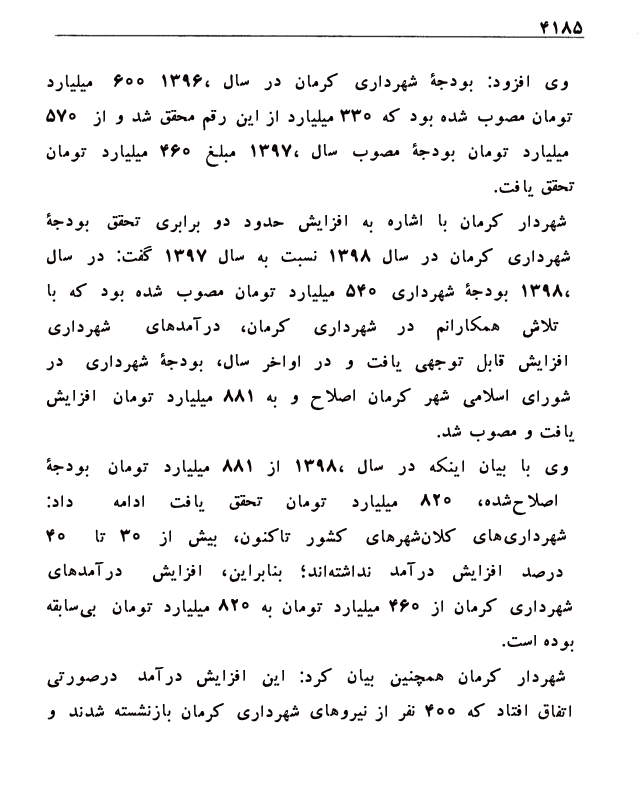 ۴۱۸۵
وی افزود: بودجهٔ شهرداری کرمان در سال ،۱۳۹۶ ۶۰۰ میلیارد
تومان مصوب شده بود که ۳۳۰ میلیارد از این رقم محقق شد و از ۵۷۰
میلیارد تومان بودجهٔ مصوب سال ،۱۳۹۷ مبلغ ۴۶۰ میلیارد تومان
تحقق یافت.
شهردار کرمان با اشاره به افزایش حدود دو برابری تحقق بودجهٔ
شهرداری کرمان در سال ۱۳۹۸ نسبت به سال ۱۳۹۷ گفت: در سال
،۱۳۹۸ بودجهٔ شهرداری ۵۴۰ میلیارد تومان مصوب شده بود که با
تلاش همکارانم در شهرداری کرمان، درآمدهای شهرداری
افزایش قابل توجهی یافت و در اواخر سال، بودجهٔ شهرداری در
شورای اسلامی شهر کرمان اصلاح و به ۸۸۱ میلیارد تومان افزایش
یافت و مصوب شد.
وی با بیان اینکه در سال ،۱۳۹۸ از ۸۸۱ میلیارد تومان بودجهٔ
اصلاح‌شده، ۸۲۰ میلیارد تومان تحقق یافت ادامه داد:
شهرداری‌های کلان‌شهرهای کشور تاکنون، بیش از ۳۰ تا ۴۰
درصد افزایش درآمد نداشته‌اند؛ بنابراین، افزایش درآمدهای
شهرداری کرمان از ۴۶۰ میلیارد تومان به ۸۲۰ میلیارد تومان بی‌سابقه
بوده است.
شهردار کرمان همچنین بیان کرد: این افزایش درآمد درصورتی
اتفاق افتاد که ۴۰۰ نفر از نیروهای شهرداری کرمان بازنشسته شدند و